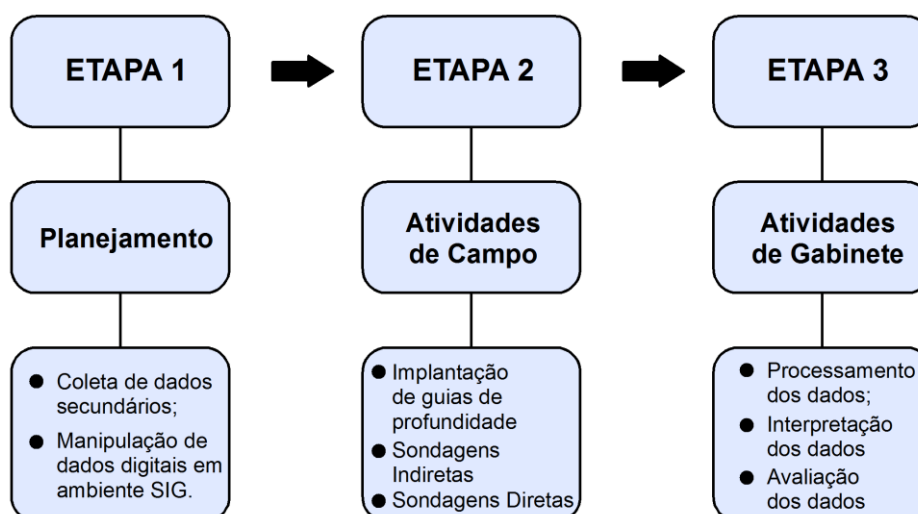 ETAPA 1
ETAPA 2
ETAPA 3
Planejamento
Atividades
de Campo
Atividades
de Gabinete
● Coleta de dados
secundários;
● Manipulação de
dados digitais em
ambiente SIG.
● Implantação
de guias de
profundidade
● Sondagens
Indiretas
● Sondagens Diretas
● Processamento
dos dados;
● Interpretação
dos dados
● Avaliação
dos dados